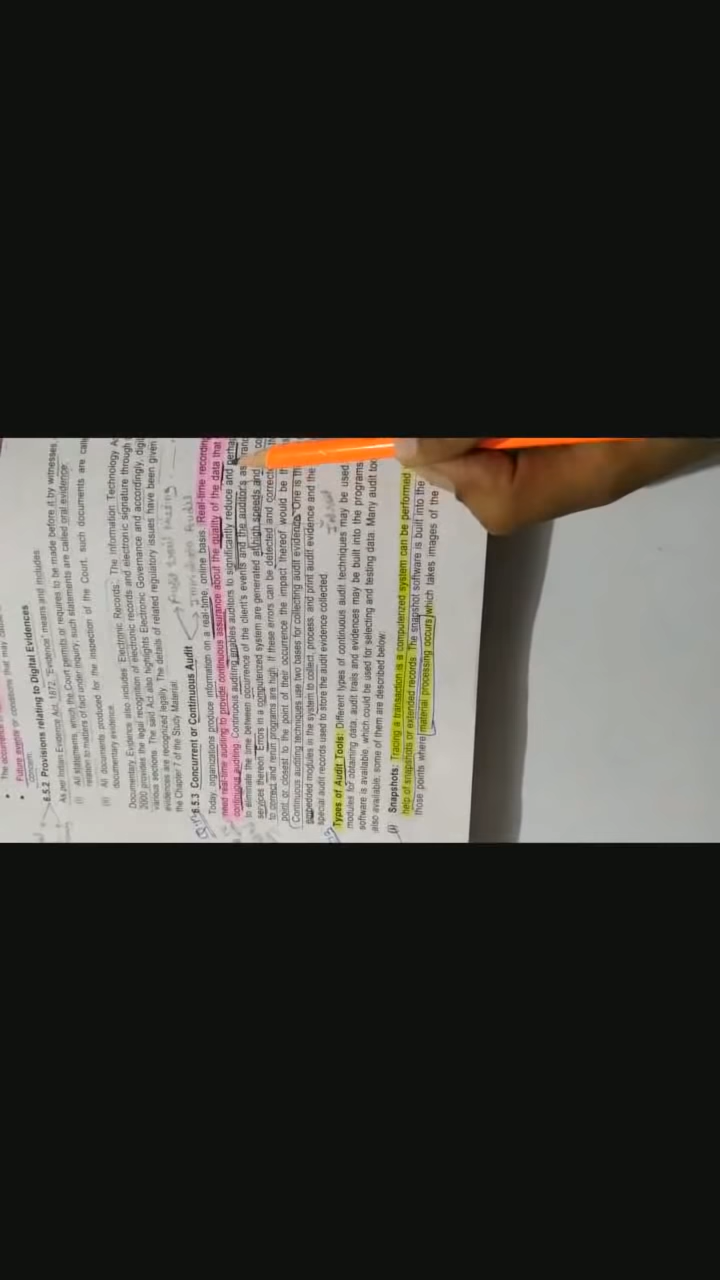 The occurrence
Future events or conditions that may cause
concern.
6.5.2 Provisions relating to Digital Evidences
As per Indian Evidence Act, 1872, "Evidence" means and includes
(i) All statements, which the Court permits or requires to be made before it by witnesses,
relation to matters of fact under inquiry, such statements are called oral evidence.
(ii) All documents produced for the inspection of the Court, such documents are
documentary evidence.
Documentary Evidence also includes 'Electronic Records'. The Information Technology
2000 provides the legal recognition of electronic records and electronic signature through
various sections. The said Act also highlights Electronic Governance and accordingly,
evidences are recognized legally. The details of related regulatory issues have been given
the Chapter 7 of the Study Material.
6.5.3 Concurrent or Continuous Audit
Today, organizations produce information on a real-time, online basis. Real-time recording
need real-time auditing to provide continuous assurance about the quality of the data that
continuous auditing. Continuous auditing enables auditors to significantly reduce and
to eliminate the time between occurrence of the client's events and the auditor's
services thereon. Errors in a computerized system are generated at high speeds and
to correct and rerun programs are high. If these errors can be detected and
point or closest to the point of their occurrence the impact thereof would be
Continuous auditing techniques use two bases for collecting audit evidence. One is
embedded modules in the system to collect, process, and print audit evidence and the
special audit records used to store the audit evidence collected.
Types of Audit Tools: Different types of continuous audit techniques may be used.
modules for obtaining data, audit trails and evidences may be built into the programs.
software is available, which could be used for selecting and testing data. Many audit
also available; some of them are described below:
(i) Snapshots: Tracing a transaction is a computerized system can be performed
help of snapshots or extended records. The snapshot software is built into the
those points where material processing occurs which takes images of the